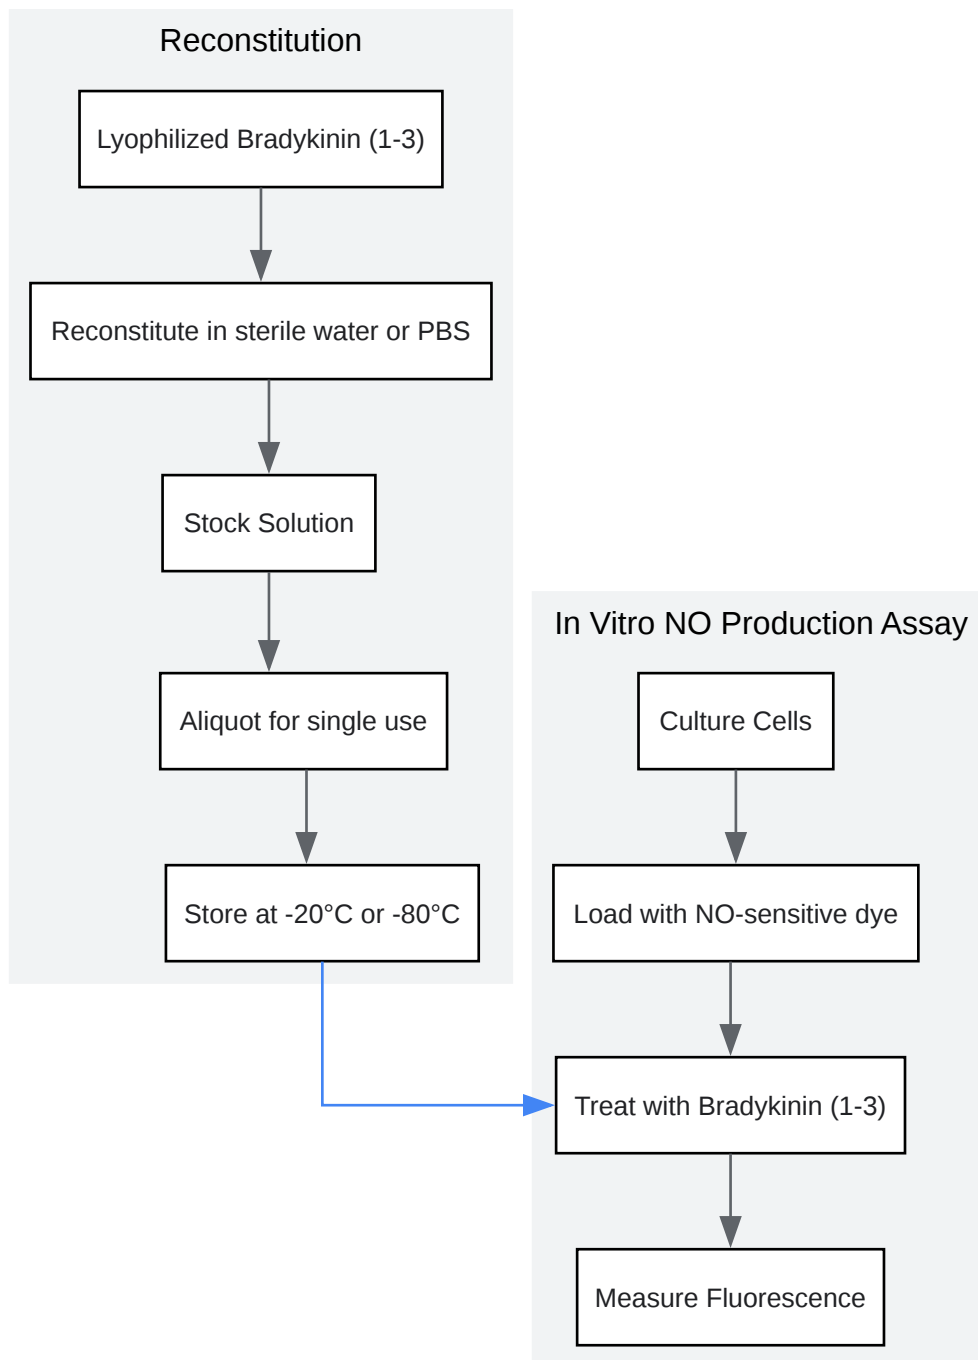 Reconstitution
Lyophilized Bradykinin (1-3)
Reconstitute in sterile water or PBS
Stock Solution
Aliquot for single use
Store at -20°C or -80°C
In Vitro NO Production Assay
Culture Cells
Load with NO-sensitive dye
Treat with Bradykinin (1-3)
Measure Fluorescence